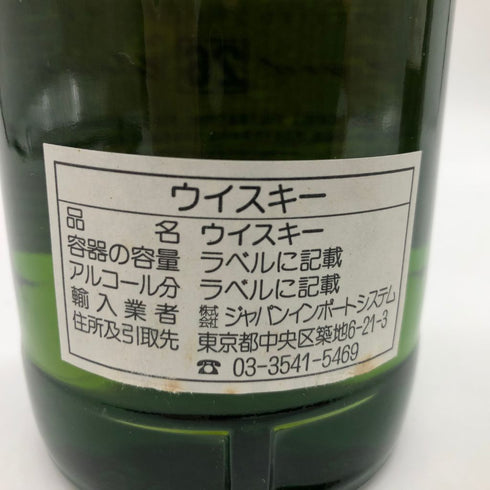 ウイスキー
品名 ウイスキー
容器の容量 ラベルに記載
アルコール分 ラベルに記載
輸入業者 株式会社 ジャパンインポートシステム
住所及引取先 東京都中央区築地6-21-3
☎ 03-3541-5469